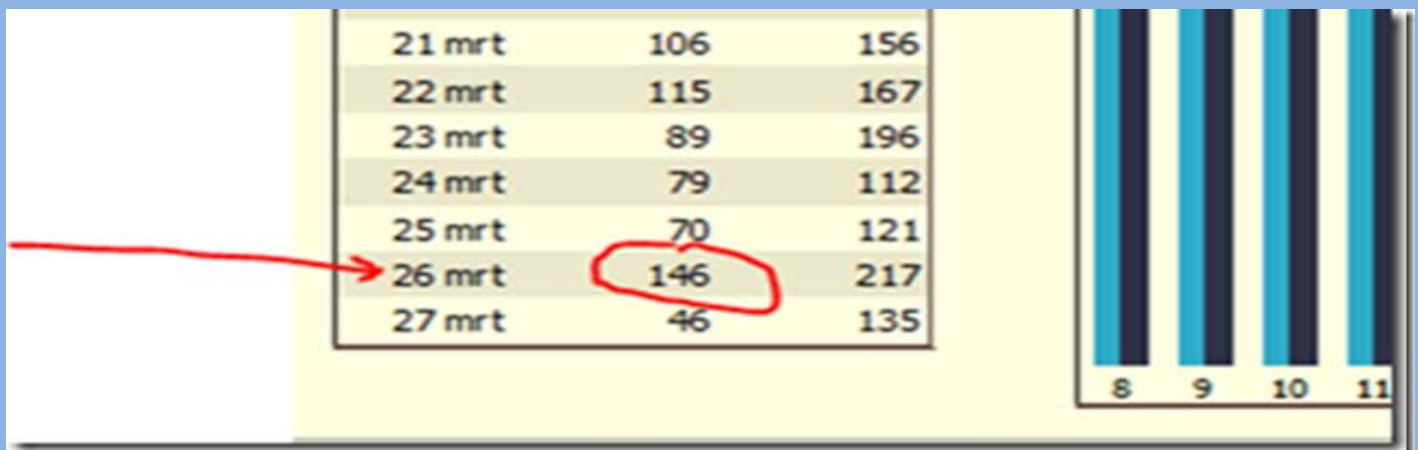 21 mrt 106 156
22 mrt 115 167
23 mrt 89 196
24 mrt 79 112
25 mrt 70 121
26 mrt 146 217
27 mrt 46 135
8 9 10 11